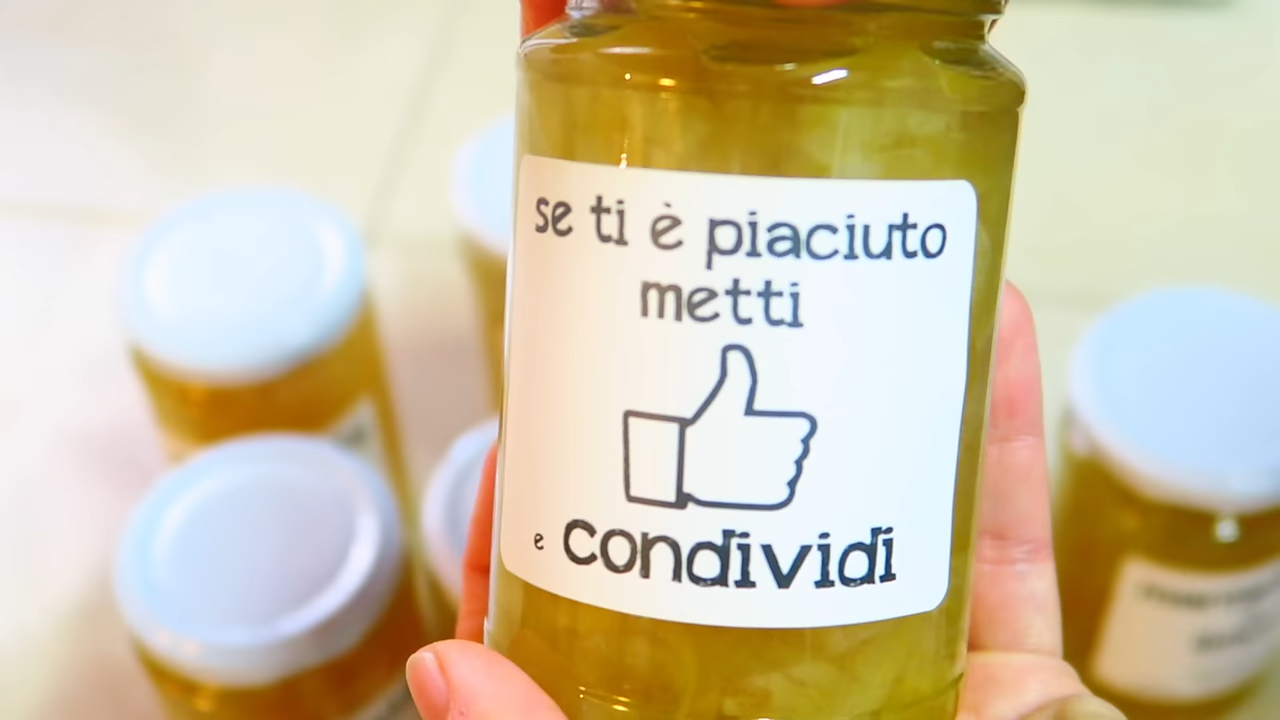 se ti è piaciuto
metti
e condividi